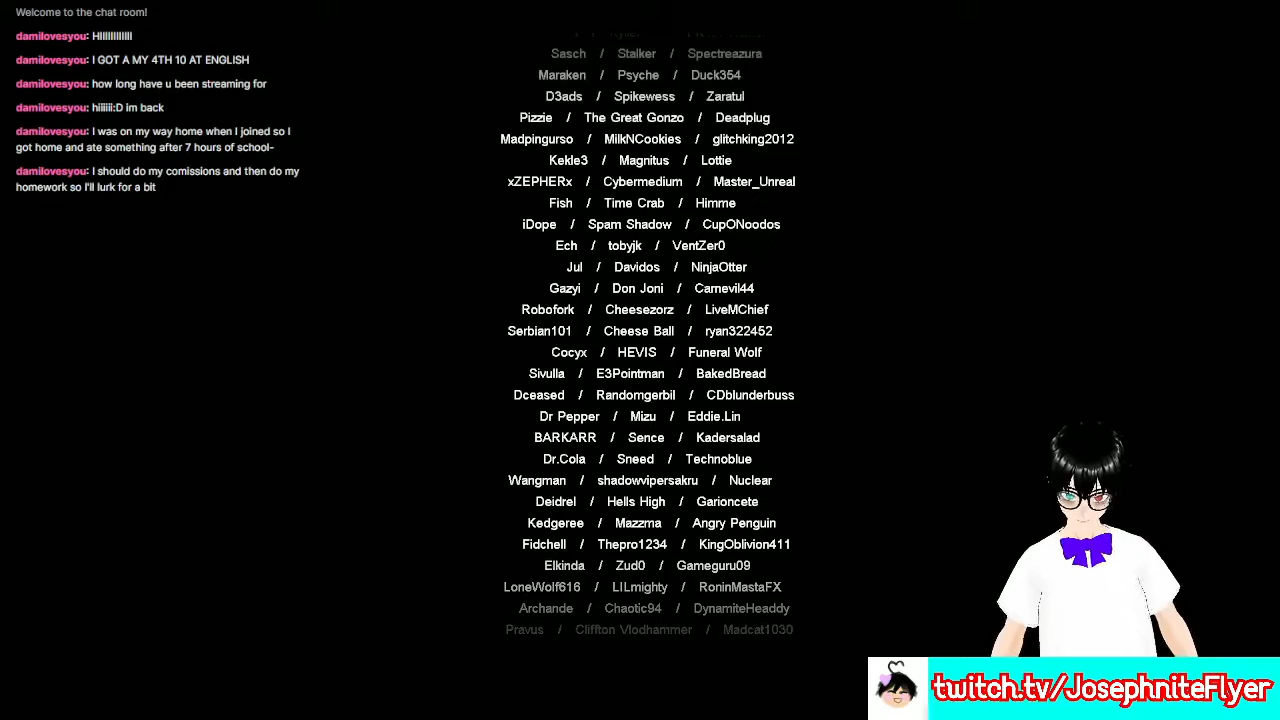 Welcome to the chat room!
damilovesyou: HIIIIIIIIIIII
damilovesyou: I GOT A MY 4TH 10 AT ENGLISH
damilovesyou: how long have u been streaming for
damilovesyou: hiiiiii:D im back
damilovesyou: I was on my way home when I joined so I
got home and ate something after 7 hours of school-
damilovesyou: I should do my comissions and then do my
homework so I'll lurk for a bit
Sasch / Stalker / Spectreazura
Maraken / Psyche / Duck354
D3ads / Spikewess / Zaratul
Pizzie / The Great Gonzo / Deadplug
Madpingurso / MilkNCookies / glitchking2012
Kekle3 / Magnitus / Lottie
xZEPHERx / Cybermedium / Master_Unreal
Fish / Time Crab / Himme
iDope / Spam Shadow / CupONoodos
Ech / tobyjk / VentZer0
Jul / Davidos / NinjaOtter
Gazyi / Don Joni / Carnevil44
Robofork / Cheesezorz / LiveMChief
Serbian101 / Cheese Ball / ryan322452
Cocyx / HEVIS / Funeral Wolf
Sivulla / E3Pointman / BakedBread
Dceased / Randomgerbil / CDblunderbuss
Dr Pepper / Mizu / Eddie.Lin
BARKARR / Sence / Kadersalad
Dr.Cola / Sneed / Technoblue
Wangman / shadowvipersakru / Nuclear
Deidrel / Hells High / Garioncete
Kedgeree / Mazzma / Angry Penguin
Fidchell / Thepro1234 / KingOblivion411
Elkinda / Zud0 / Gameguru09
LoneWolf616 / LILmighty / RoninMastaFX
Archande / Chaotic94 / DynamiteHeaddy
Pravus / Cliffton Vlodhammer / Madcat1030
twitch.tv/JosephniteFlyer